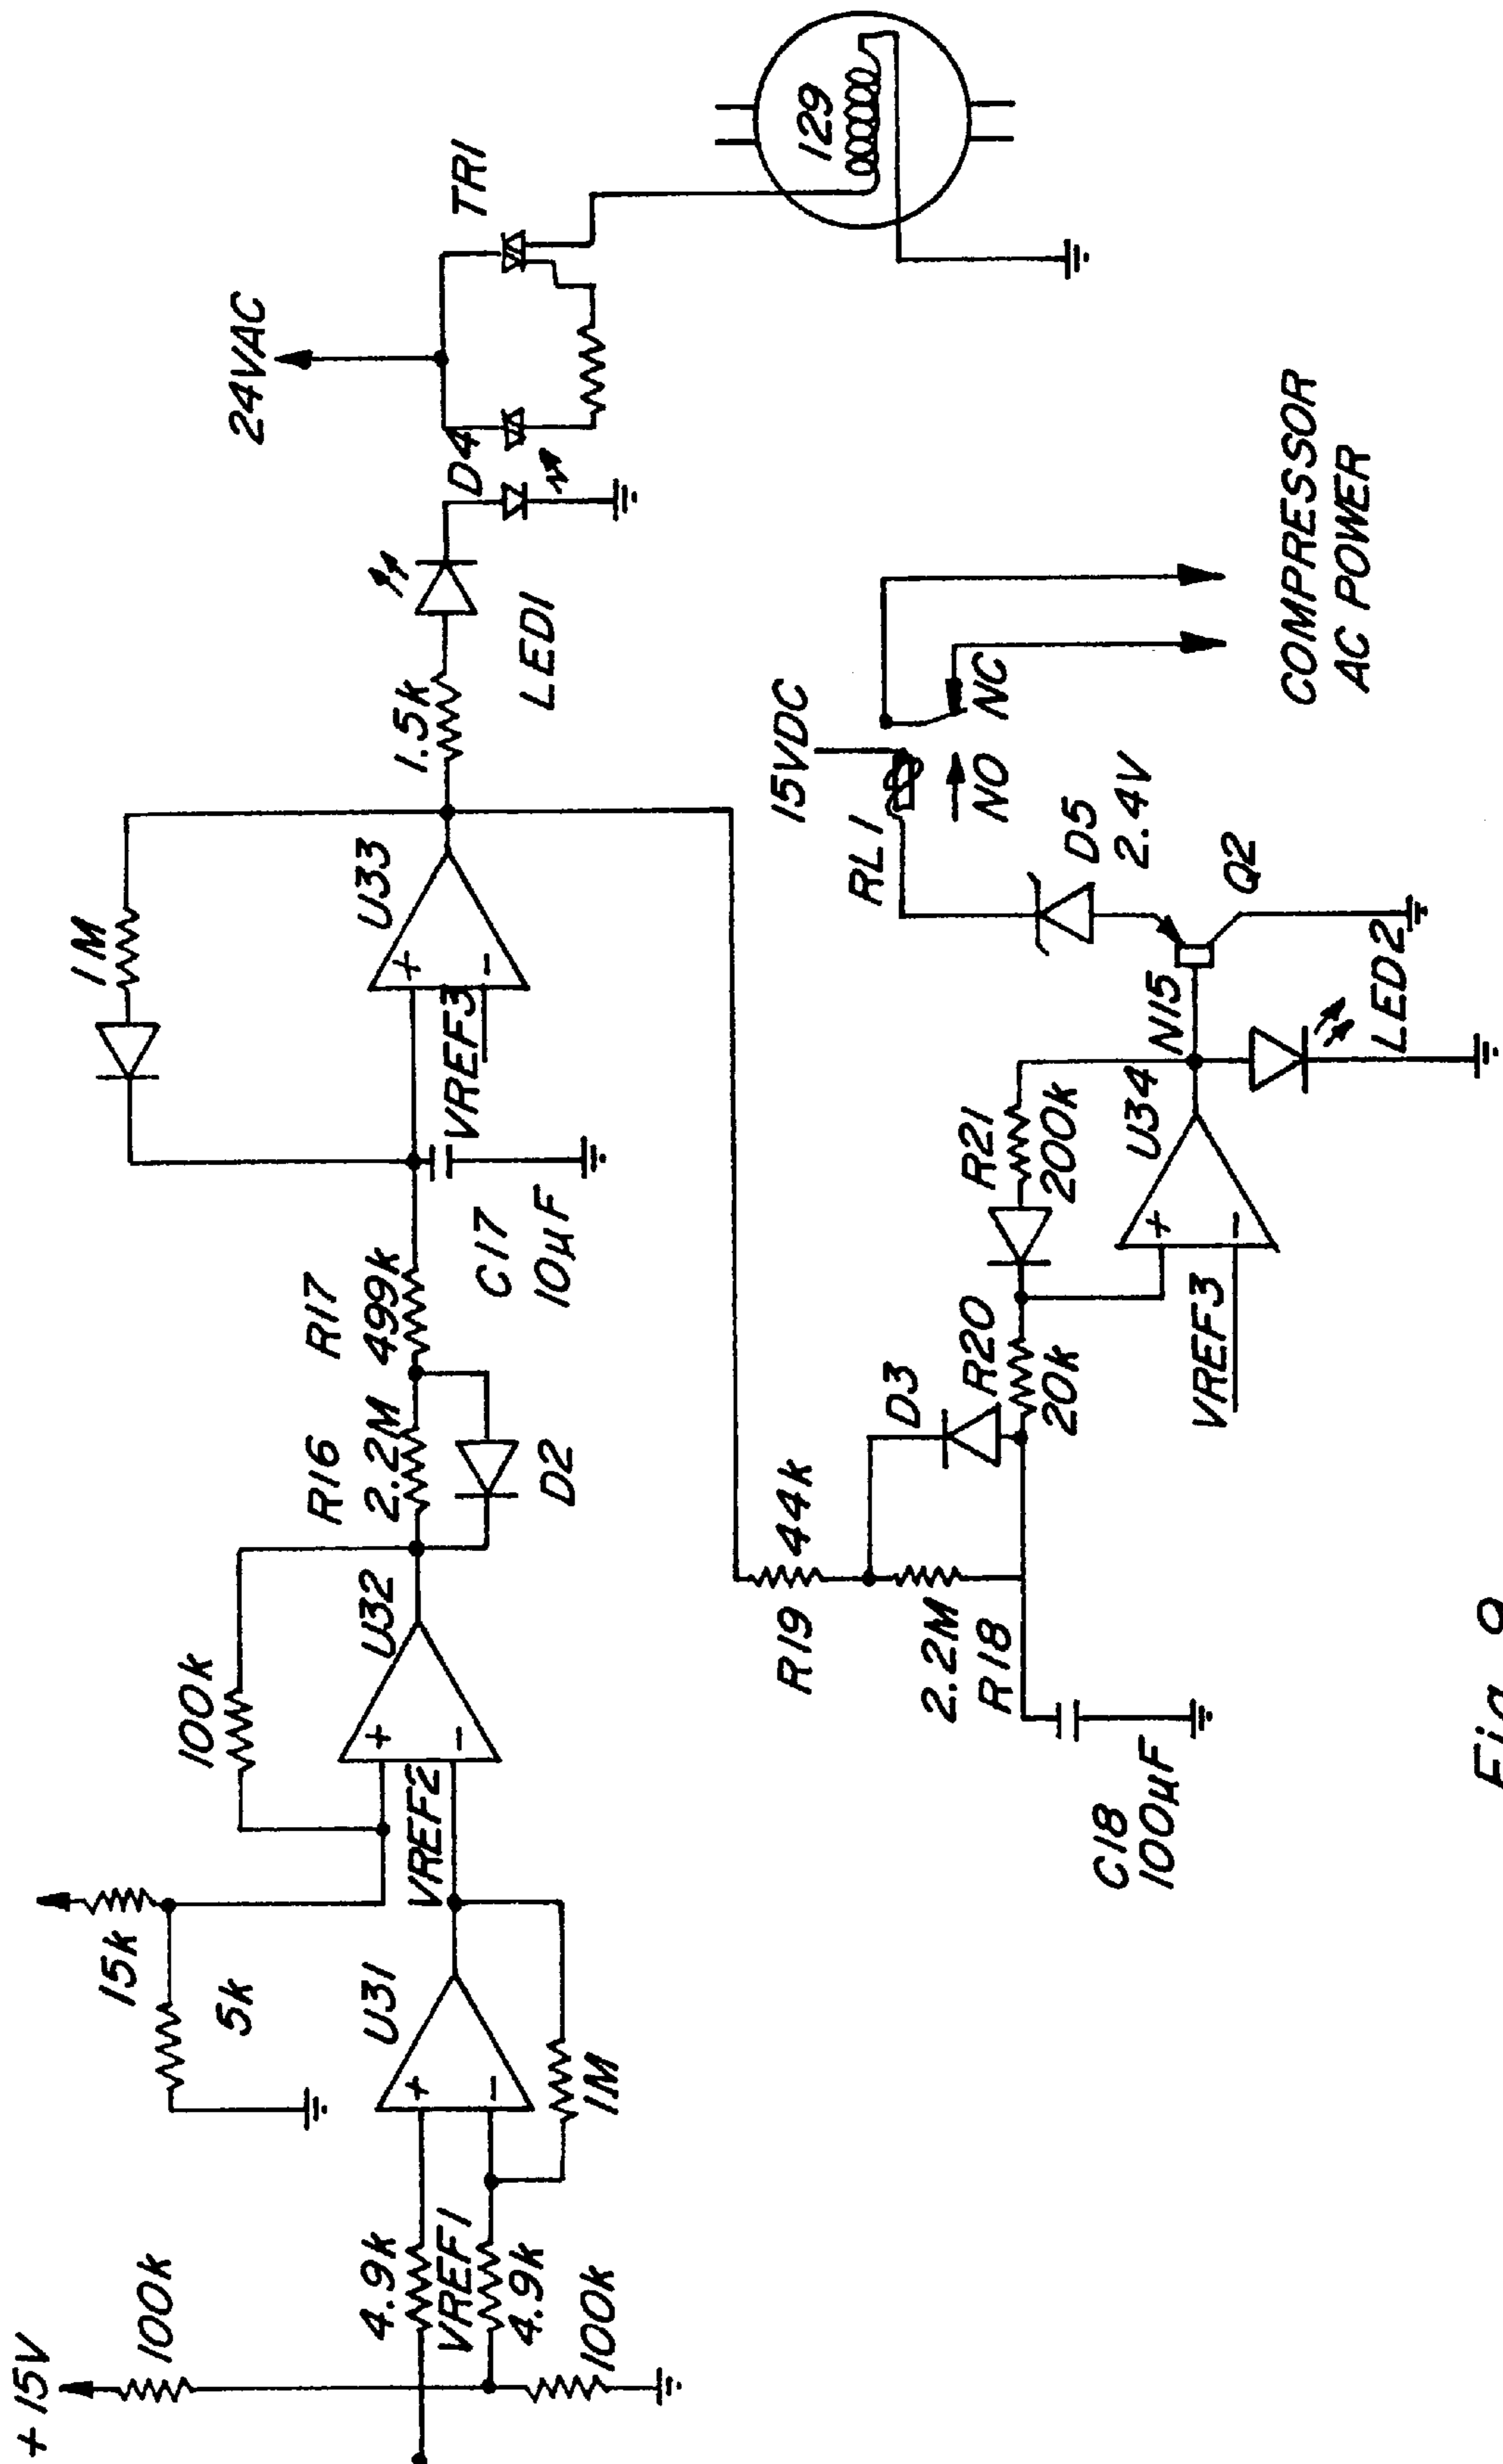 +15V
100K
4.9K
VREF1
4.9K
100K
15K
5K
U31
1M
100K
VREF2
U32
R16
2.2M
D2
R17
499K
C17
10µF
1M
VREF3
U33
1.5K
LED1
D4
24VAC
TR1
129
R19
44K
2.2M
R18
C18
100µF
D3
R20
20K
R21
200K
VREF3
U34
N15
LED2
Q2
D5
2.4V
RL1
15VDC
NO NC
COMPRESSOR
AC POWER